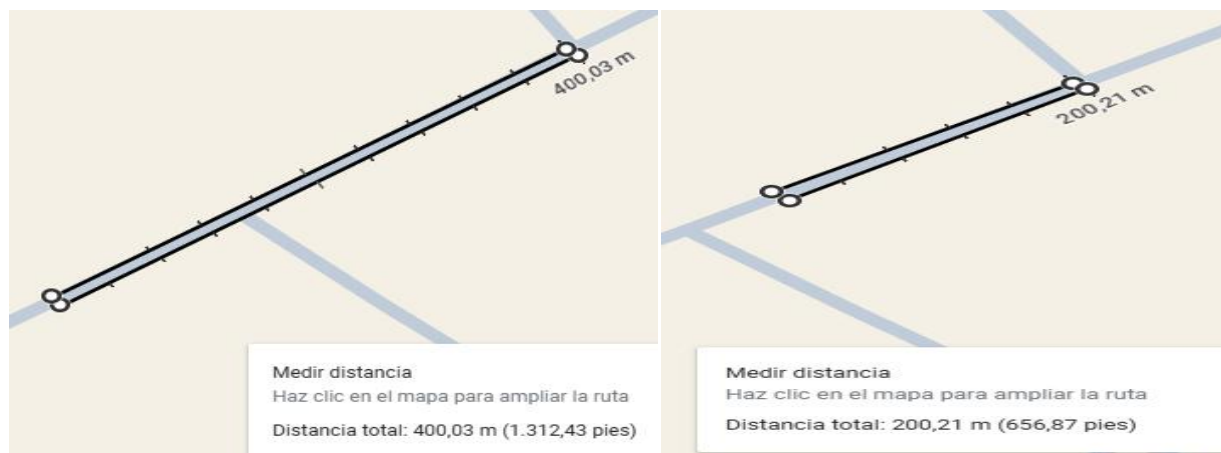 400,03 m
Medir distancia
Haz clic en el mapa para ampliar la ruta
Distancia total: 400,03 m (1.312,43 pies)
200,21 m
Medir distancia
Haz clic en el mapa para ampliar la ruta
Distancia total: 200,21 m (656,87 pies)